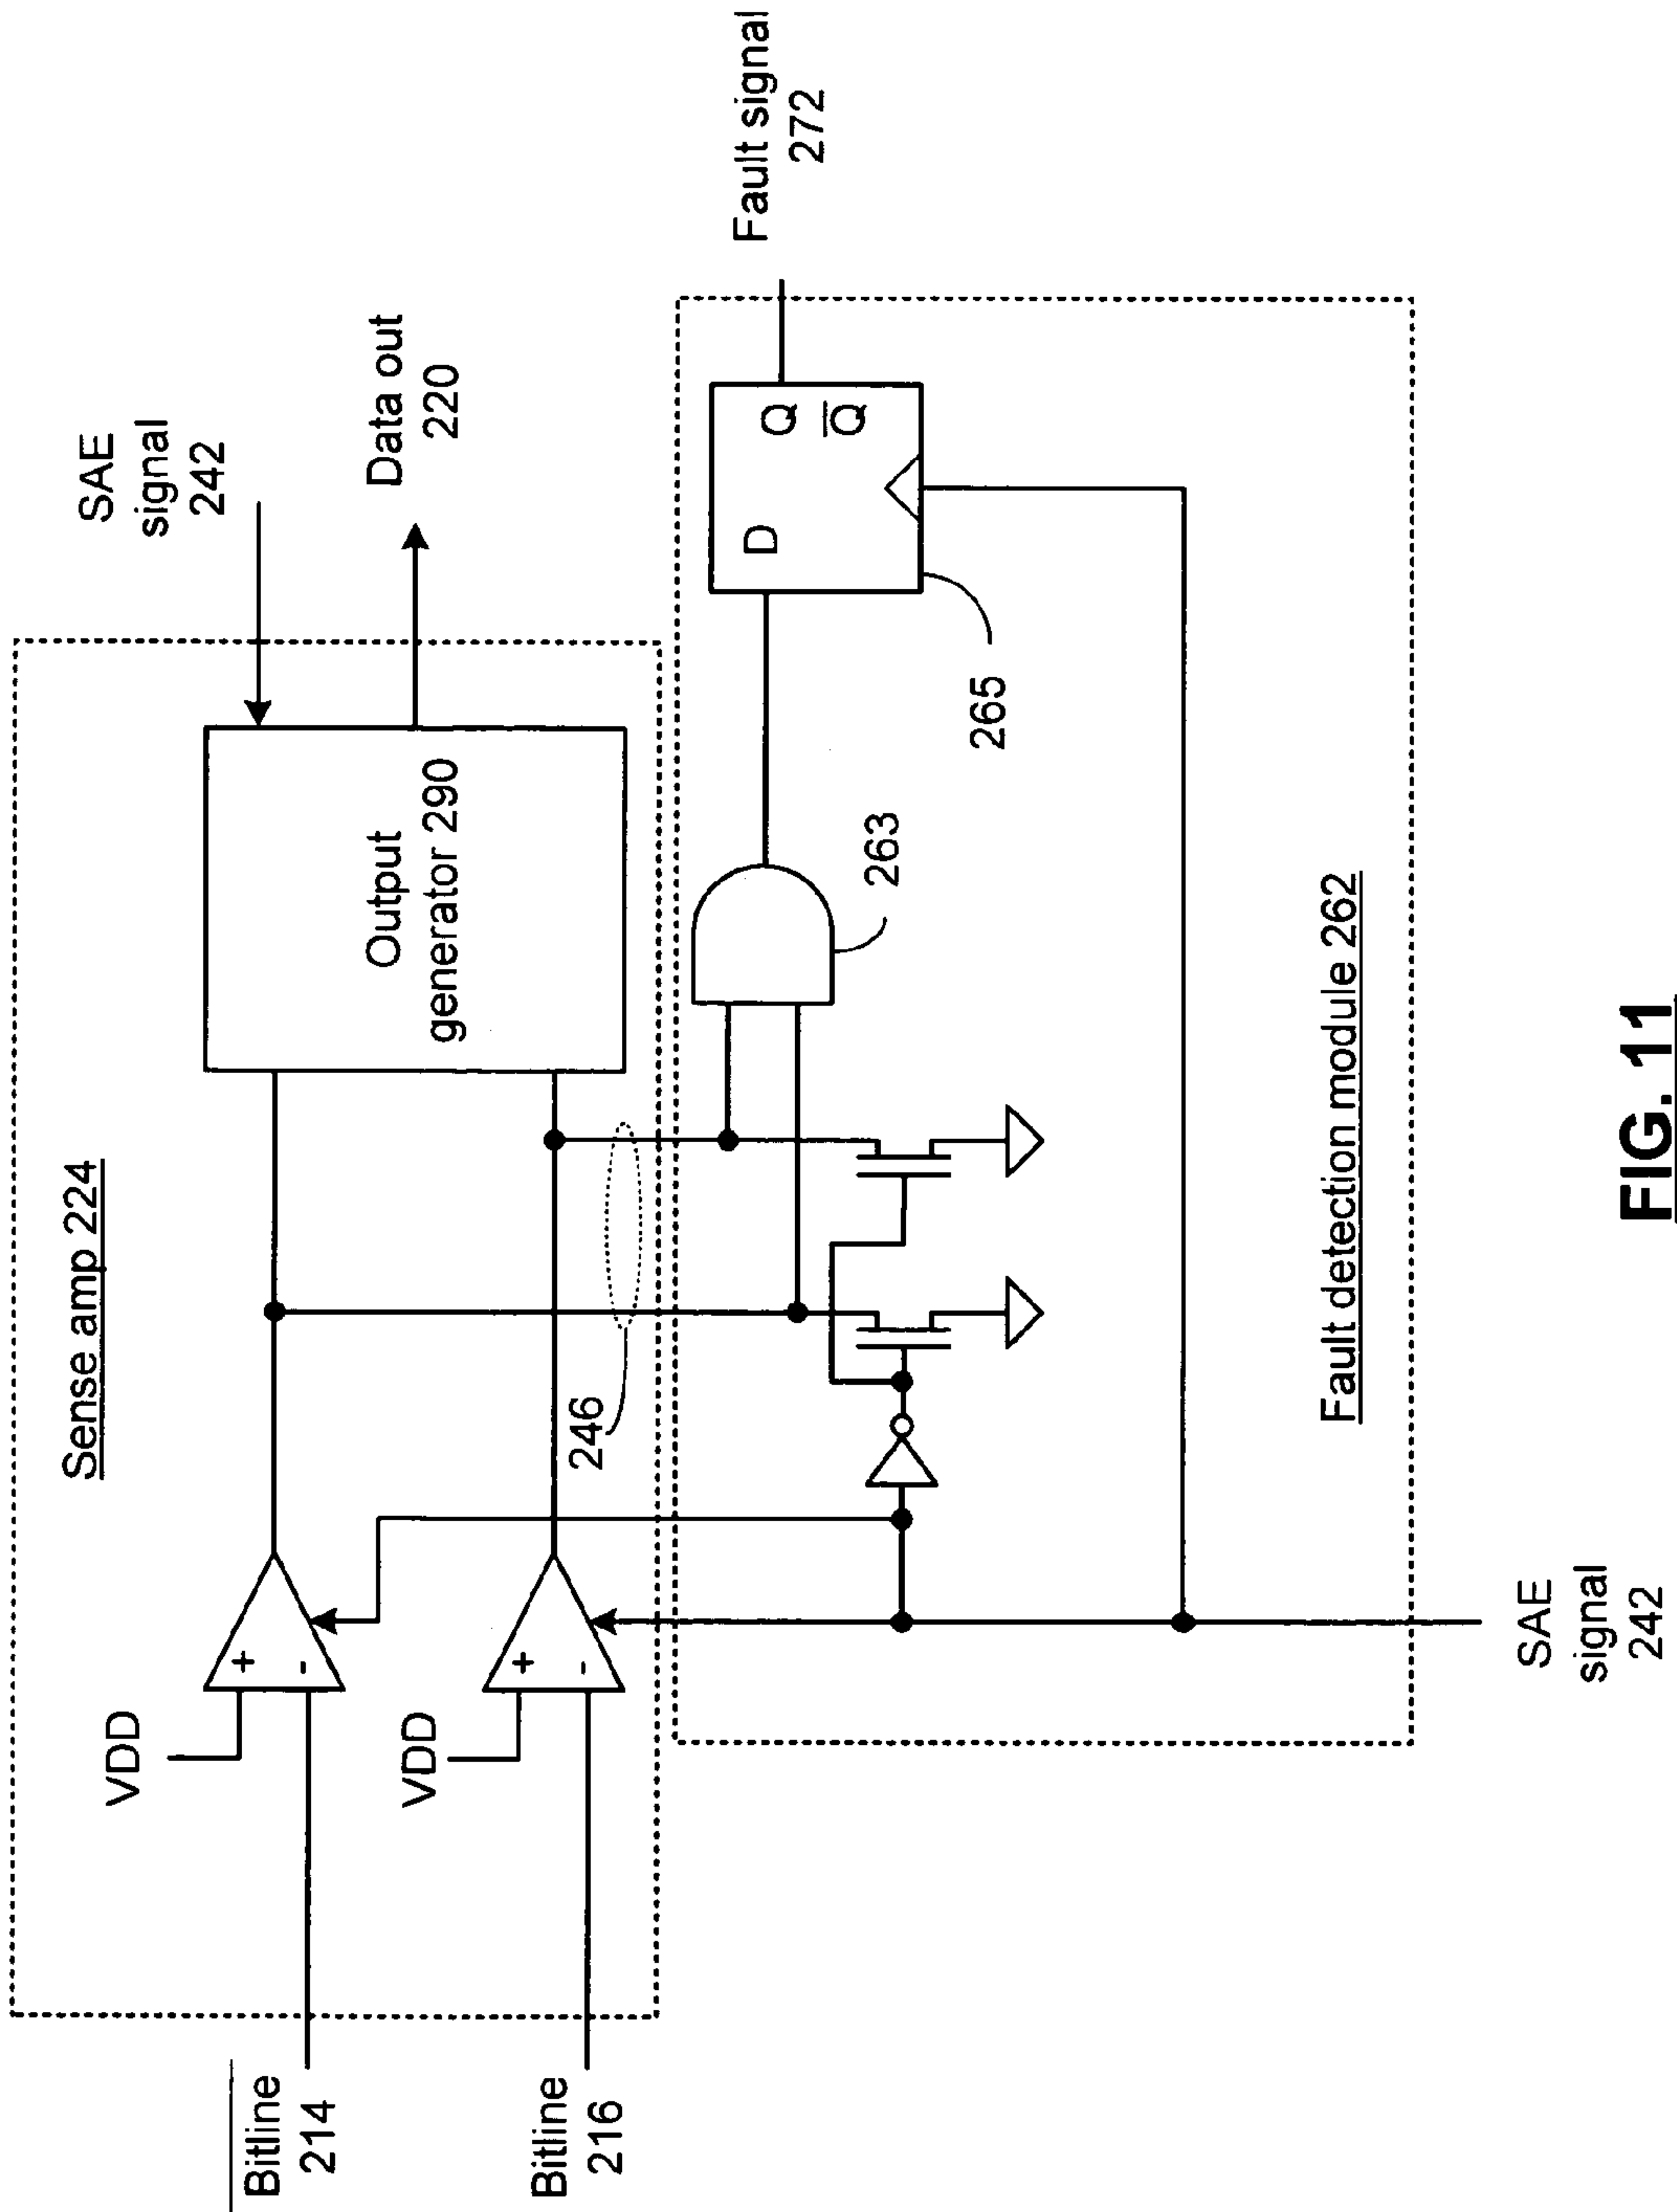 Sense amp 224
SAE
signal
242
VDD
+
-
Output
generator 290
Data out
220
Bitline
214
VDD
+
-
Bitline
216
246
Fault signal
272
D
Q
Q
263
265
Fault detection module 262
SAE
signal
242
FIG. 11